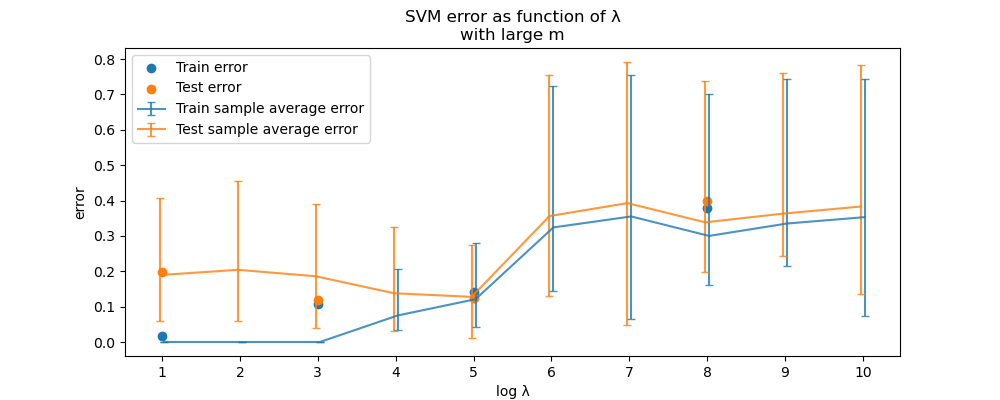 SVM error as function of λ
with large m
Train error
Test error
Train sample average error
Test sample average error
error
0.8
0.7
0.6
0.5
0.4
0.3
0.2
0.1
0.0
1 2 3 4 5 6 7 8 9 10
log λ